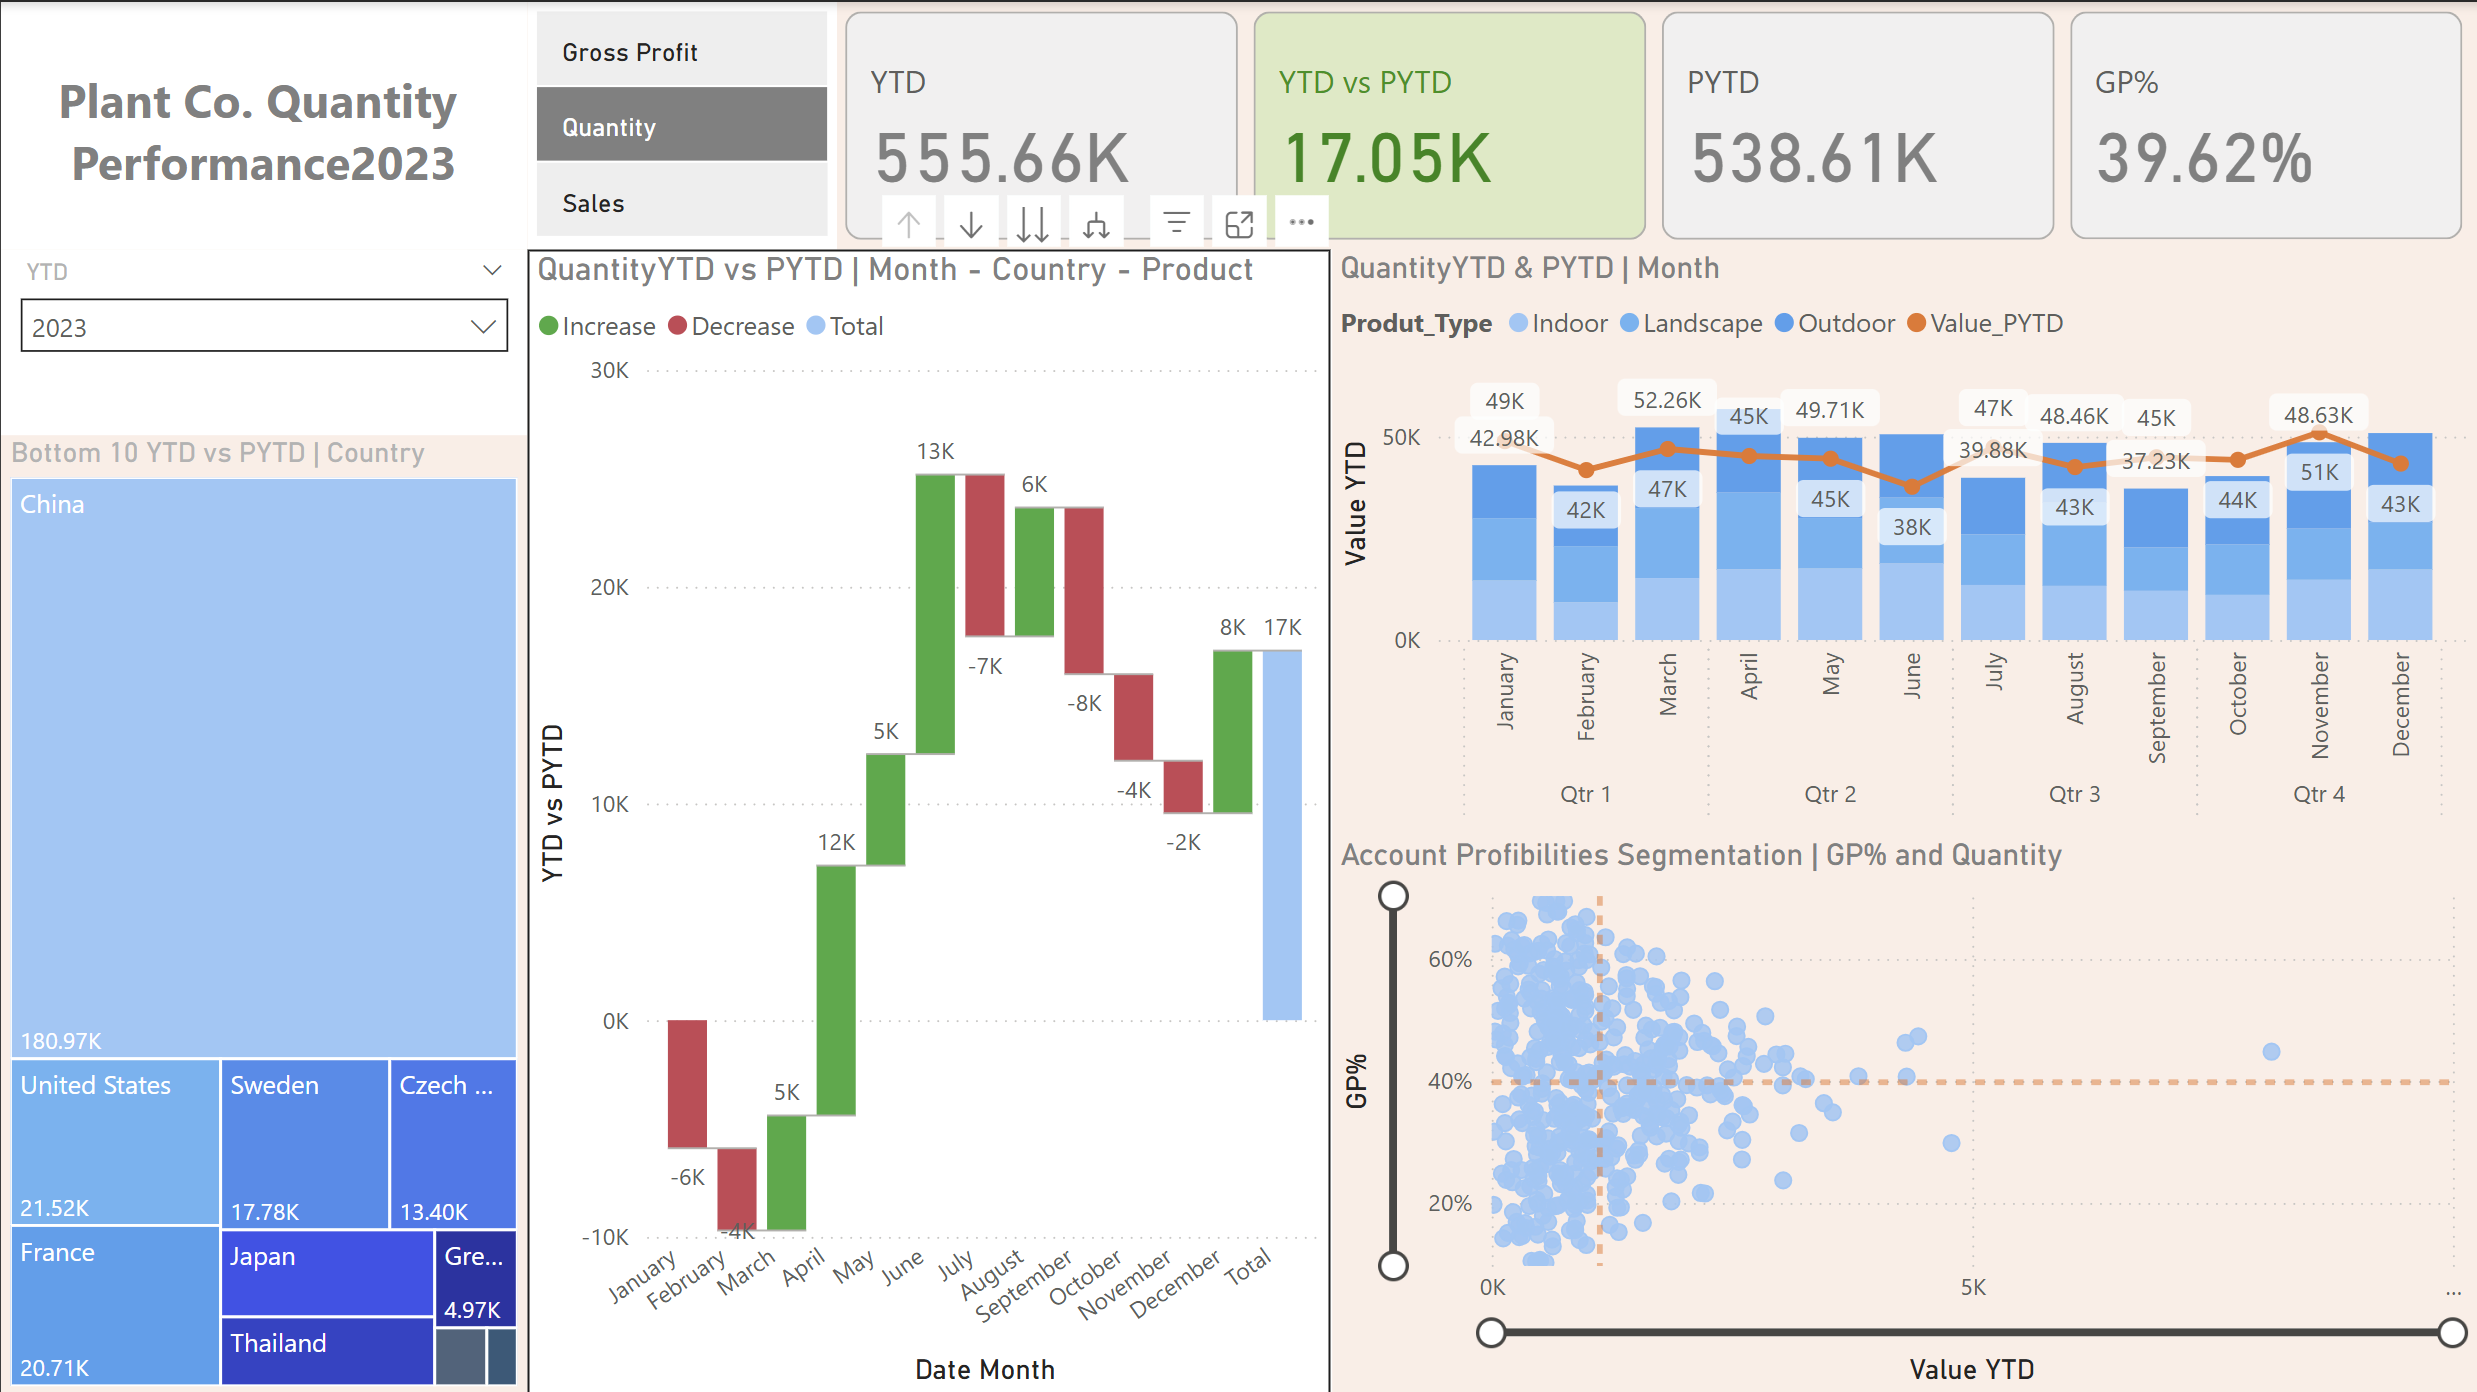 Plant Co. Quantity
Performance2023
Gross Profit
Quantity
Sales
YTD
555.66K
YTD vs PYTD
17.05K
PYTD
538.61K
GP%
39.62%
YTD
2023
Bottom 10 YTD vs PYTD | Country
China
180.97K
United States
21.52K
Sweden
17.78K
Czech ...
13.40K
France
20.71K
Japan
Gre...
4.97K
Thailand
QuantityYTD vs PYTD | Month - Country - Product
Increase Decrease Total
YTD vs PYTD
30K
20K
10K
0K
-10K
-6K
-4K
5K
12K
5K
13K
-7K
6K
-8K
-4K
-2K
8K
17K
January
February
March
April
May
June
July
August
September
October
November
December
Total
Date Month
QuantityYTD & PYTD | Month
Produt_Type Indoor Landscape Outdoor Value_PYTD
Value YTD
50K
0K
49K
42.98K
42K
52.26K
47K
45K
49.71K
45K
38K
47K
39.88K
48.46K
43K
45K
37.23K
44K
48.63K
51K
43K
January
February
March
April
May
June
July
August
September
October
November
December
Qtr 1
Qtr 2
Qtr 3
Qtr 4
Account Profibilities Segmentation | GP% and Quantity
GP%
60%
40%
20%
0K
5K
...
Value YTD